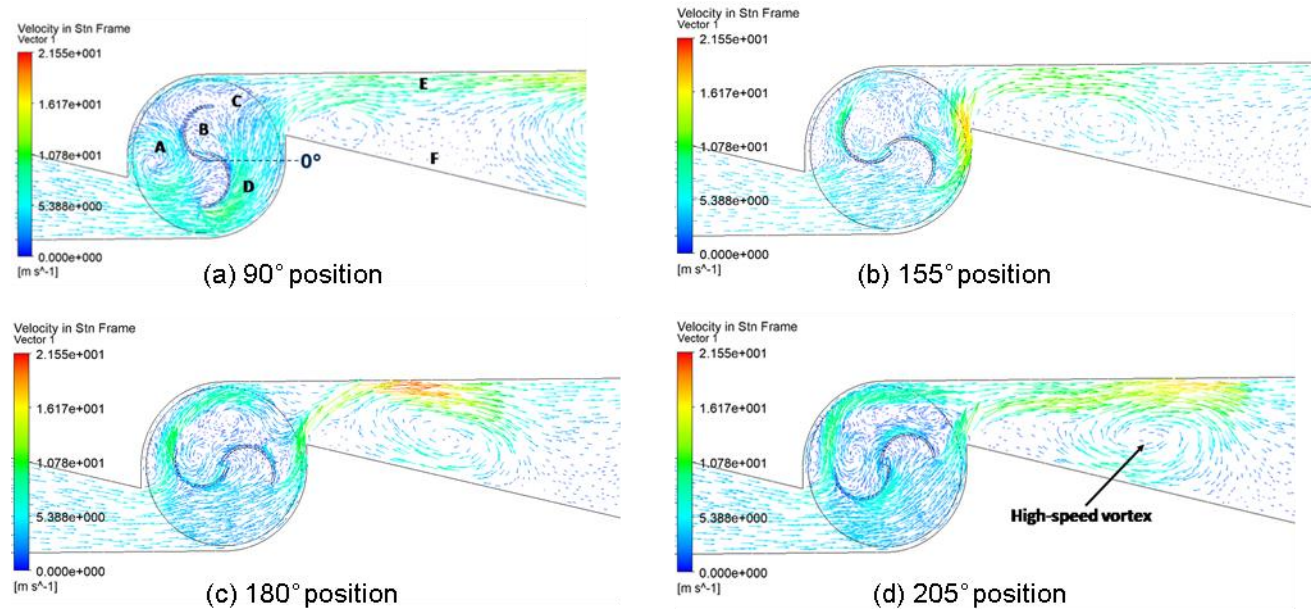 Velocity in Stn Frame
Vector 1
2.155e+001
1.617e+001
1.078e+001
5.388e+000
0.000e+000
[m s^-1]
A
B
C
D
E
F
0°
(a) 90° position
Velocity in Stn Frame
Vector 1
2.155e+001
1.617e+001
1.078e+001
5.388e+000
0.000e+000
[m s^-1]
(b) 155° position
Velocity in Stn Frame
Vector 1
2.155e+001
1.617e+001
1.078e+001
5.388e+000
0.000e+000
[m s^-1]
(c) 180° position
Velocity in Stn Frame
Vector 1
2.155e+001
1.617e+001
1.078e+001
5.388e+000
0.000e+000
[m s^-1]
High-speed vortex
(d) 205° position